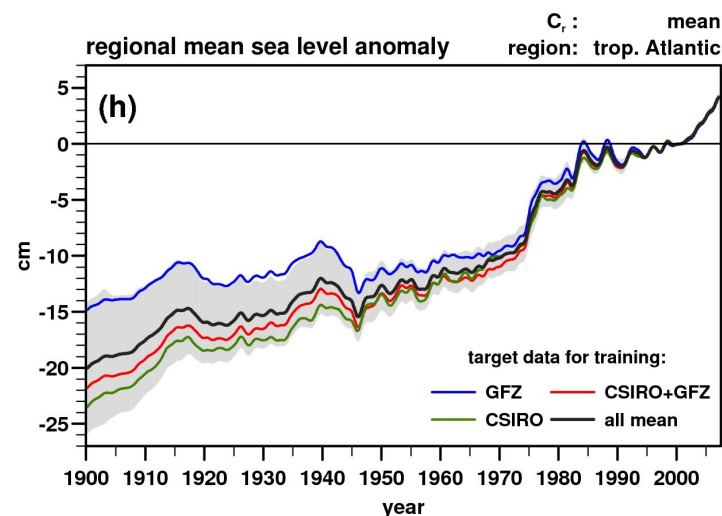 C_r : mean
regional mean sea level anomaly region: trop. Atlantic
(h)
5
0
-5
-10
-15
-20
-25
cm
target data for training:
GFZ CSIRO+GFZ
CSIRO all mean
1900 1910 1920 1930 1940 1950 1960 1970 1980 1990 2000
year